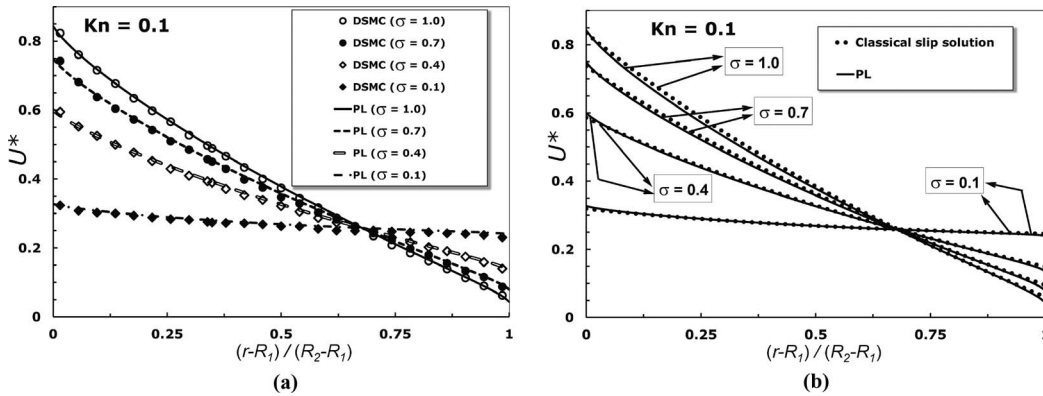 Kn = 0.1
DSMC (σ = 1.0)
DSMC (σ = 0.7)
DSMC (σ = 0.4)
DSMC (σ = 0.1)
PL (σ = 1.0)
PL (σ = 0.7)
PL (σ = 0.4)
PL (σ = 0.1)
U*
0.8
0.6
0.4
0.2
0
0
0.25
0.5
0.75
1
(r-R1) / (R2-R1)
(a)
Kn = 0.1
Classical slip solution
PL
σ = 1.0
σ = 0.7
σ = 0.4
σ = 0.1
U*
0.8
0.6
0.4
0.2
0
0
0.25
0.5
0.75
1
(r-R1) / (R2-R1)
(b)